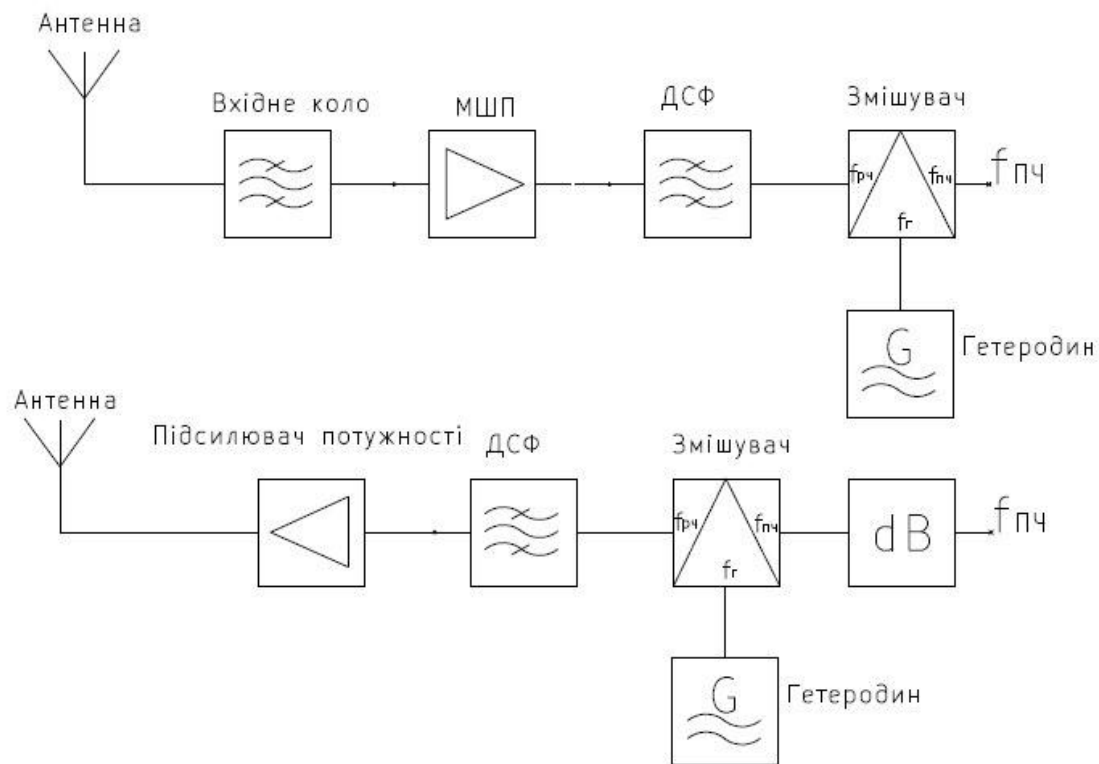 Антенна
Вхідне коло
МШП
ДСФ
Змішувач
fрч
fпч
fг
fпч
G
Гетеродин
Антенна
Підсилювач потужності
ДСФ
Змішувач
fрч
fпч
fг
dB
fпч
G
Гетеродин